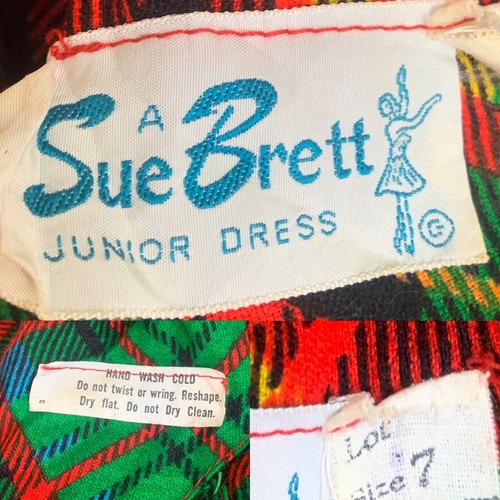 A
Sue Brett
JUNIOR DRESS G
HAND WASH COLD
Do not twist or wring. Reshape.
Dry flat. Do not Dry Clean.
3
Lot
Size 7